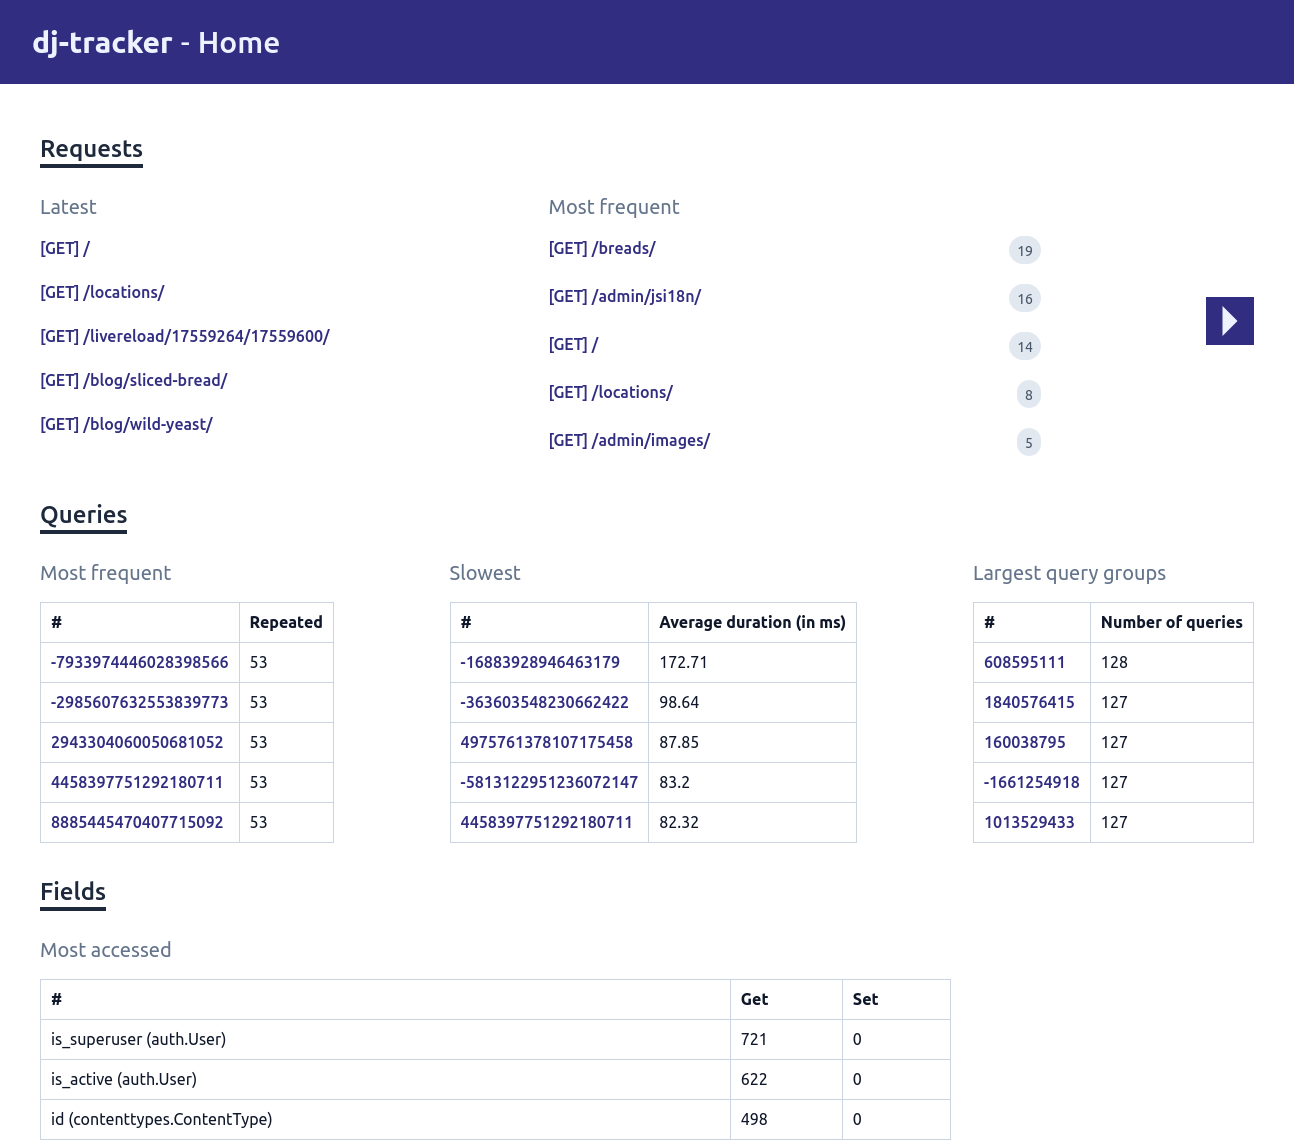 dj-tracker - Home
Requests
Latest
[GET] /
[GET] /locations/
[GET] /livereload/17559264/17559600/
[GET] /blog/sliced-bread/
[GET] /blog/wild-yeast/
Most frequent
[GET] /breads/ 19
[GET] /admin/jsi18n/ 16
[GET] / 14
[GET] /locations/ 8
[GET] /admin/images/ 5
Queries
Most frequent
# Repeated
-7933974446028398566 53
-2985607632553839773 53
2943304060050681052 53
4458397751292180711 53
8885445470407715092 53
Slowest
# Average duration (in ms)
-16883928946463179 172.71
-363603548230662422 98.64
4975761378107175458 87.85
-5813122951236072147 83.2
4458397751292180711 82.32
Largest query groups
# Number of queries
608595111 128
1840576415 127
160038795 127
-1661254918 127
1013529433 127
Fields
Most accessed
# Get Set
is_superuser (auth.User) 721 0
is_active (auth.User) 622 0
id (contenttypes.ContentType) 498 0